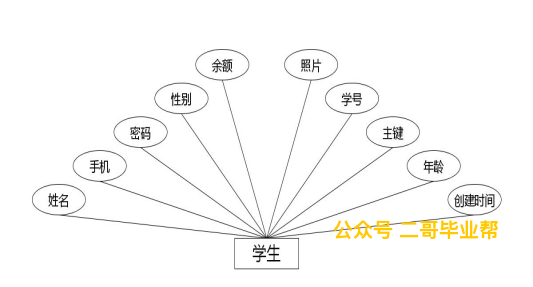 余额
照片
性别
学号
密码
主键
手机
年龄
姓名
创建时间
公众号 二哥毕业帮
学生